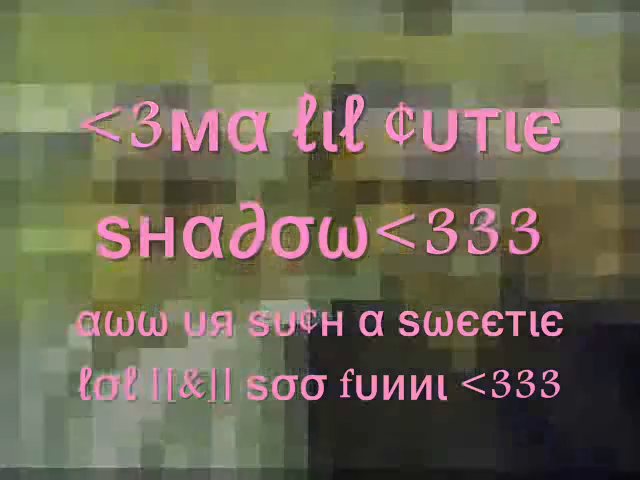 <3мα ℓιℓ ¢υтιє
ѕнα∂σω<333
αωω υя ѕυ¢н α ѕωєєтιє
ℓσℓ |[&]| ѕσσ fυииι <333